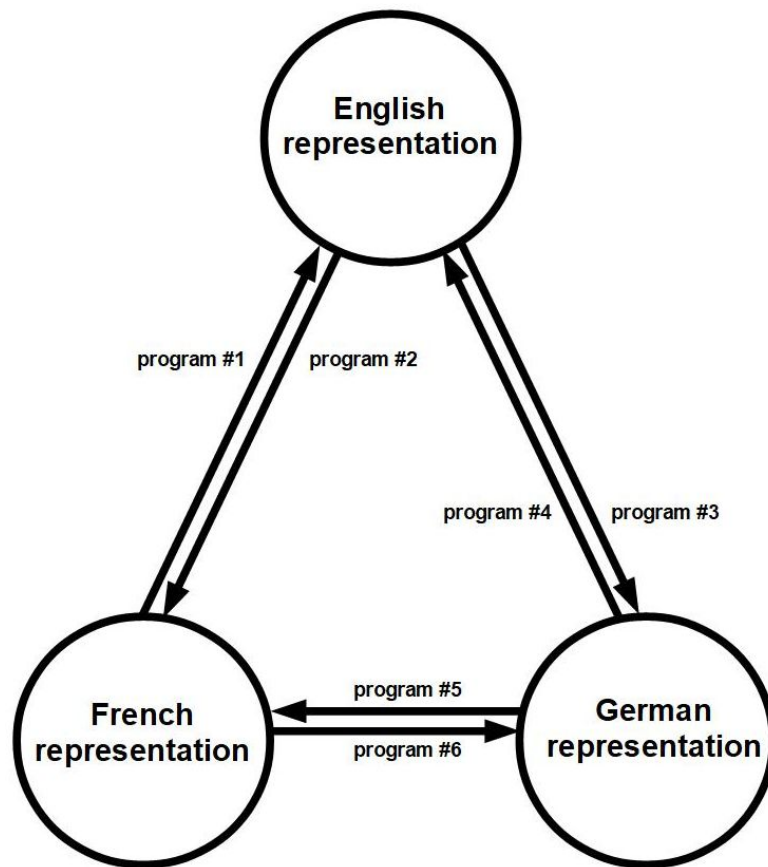 English
representation
program #1
program #2
program #4
program #3
French
representation
program #5
program #6
German
representation